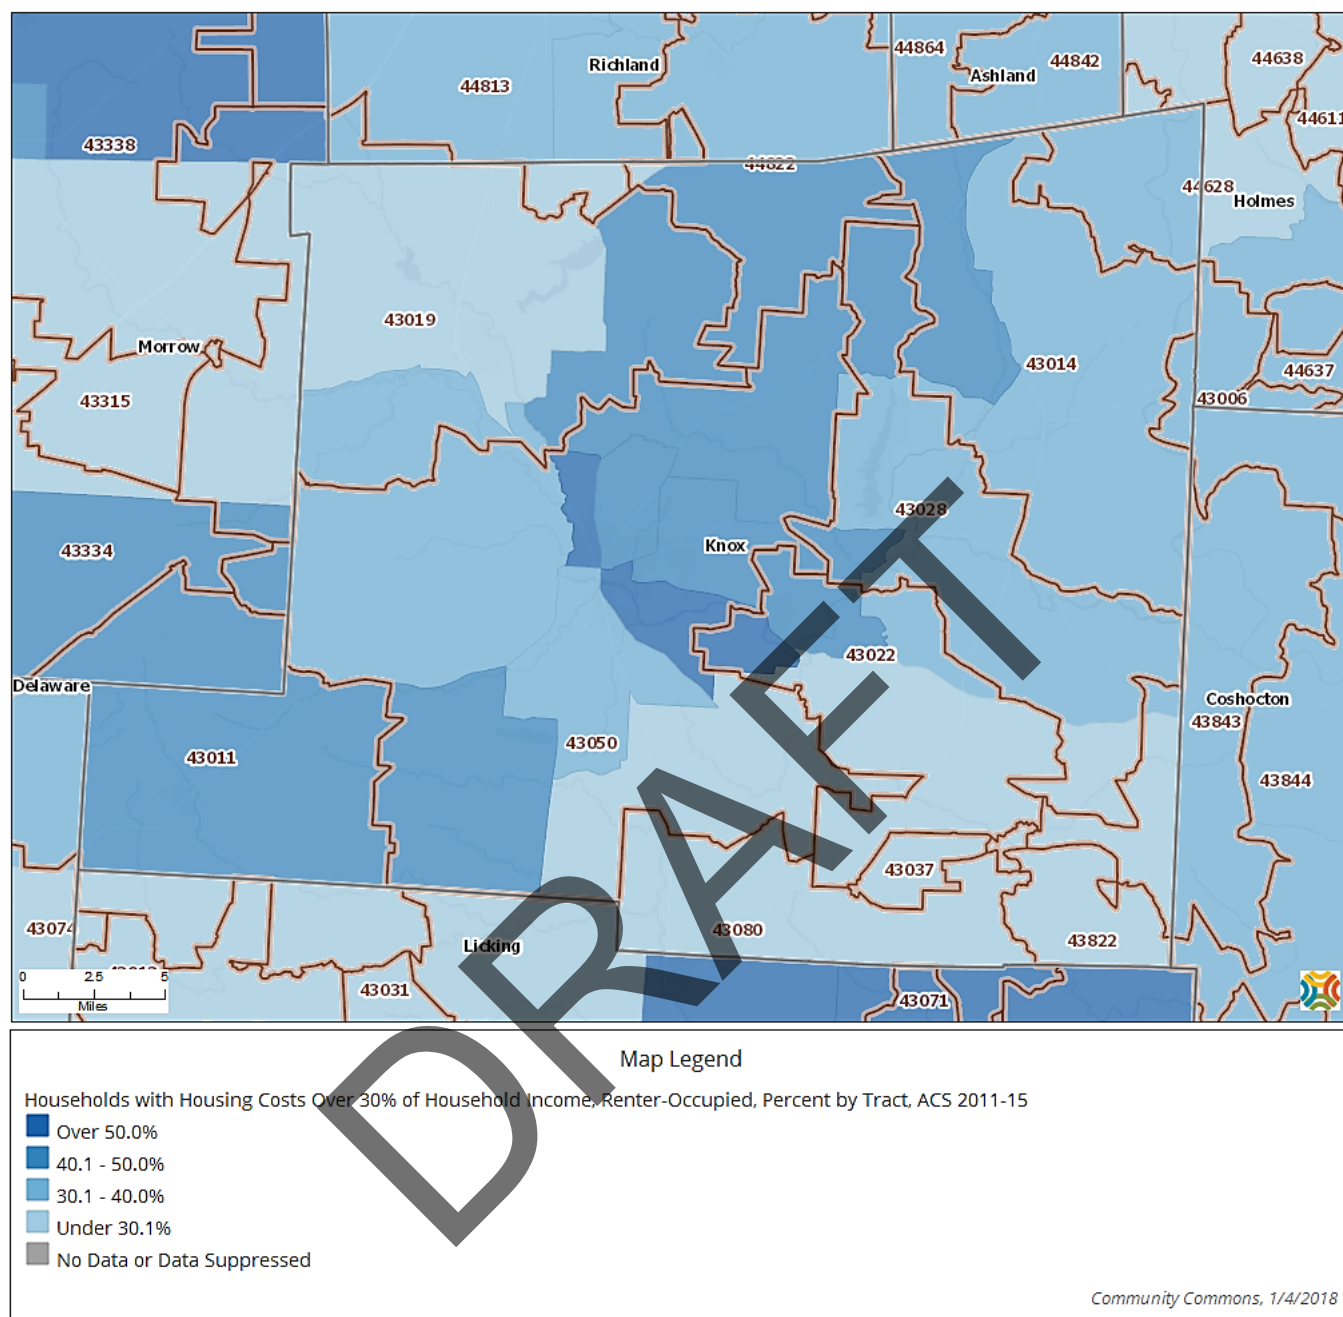 Richland
44864
Ashland
44842
44638
44813
43338
44611
44822
44628
Holmes
43019
Morrow
43014
44637
43315
43006
43028
43334
Knox
43022
Delaware
Coshocton
43843
43050
43011
43844
43037
43074
43080
43822
Licking
0 2.5 5
Miles
43031
43071
DRAFT
Map Legend
Households with Housing Costs Over 30% of Household Income, Renter-Occupied, Percent by Tract, ACS 2011-15
Over 50.0%
40.1 - 50.0%
30.1 - 40.0%
Under 30.1%
No Data or Data Suppressed
Community Commons, 1/4/2018